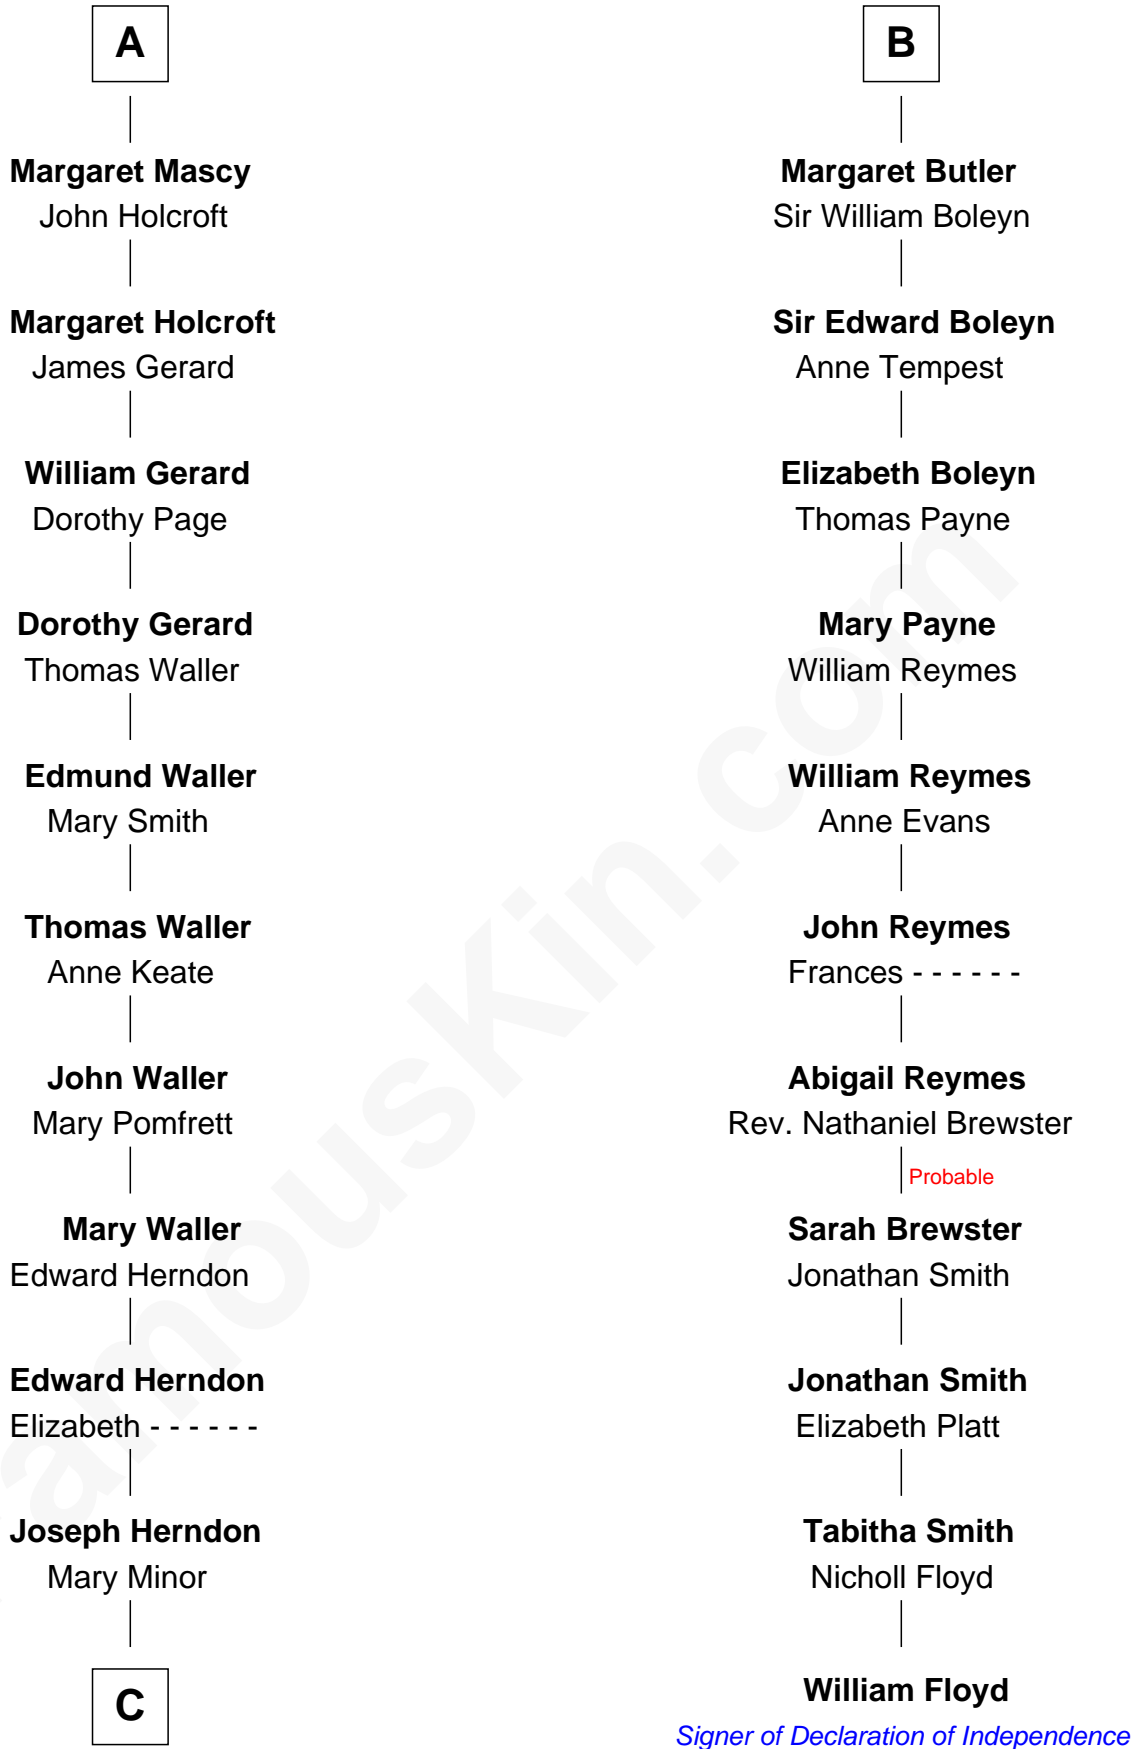 A
Margaret Mascy
John Holcroft
Margaret Holcroft
James Gerard
William Gerard
Dorothy Page
Dorothy Gerard
Thomas Waller
Edmund Waller
Mary Smith
Thomas Waller
Anne Keate
John Waller
Mary Pomfrett
Mary Waller
Edward Herndon
Edward Herndon
Elizabeth - - - - - -
Joseph Herndon
Mary Minor
C
B
Margaret Butler
Sir William Boleyn
Sir Edward Boleyn
Anne Tempest
Elizabeth Boleyn
Thomas Payne
Mary Payne
William Reymes
William Reymes
Anne Evans
John Reymes
Frances - - - - - -
Abigail Reymes
Rev. Nathaniel Brewster
Probable
Sarah Brewster
Jonathan Smith
Jonathan Smith
Elizabeth Platt
Tabitha Smith
Nicholl Floyd
William Floyd
Signer of Declaration of Independence
amouskin.com